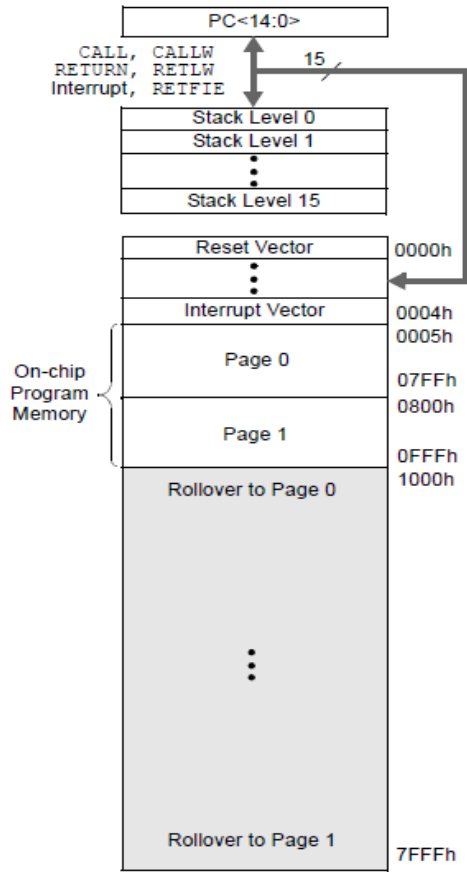 PC<14:0>
CALL, CALLW
RETURN, RETLW
Interrupt, RETFIE
15
Stack Level 0
Stack Level 1
Stack Level 15
Reset Vector
0000h
Interrupt Vector
0004h
0005h
On-chip
Program
Memory
Page 0
07FFh
0800h
Page 1
0FFFh
1000h
Rollover to Page 0
Rollover to Page 1
7FFFh